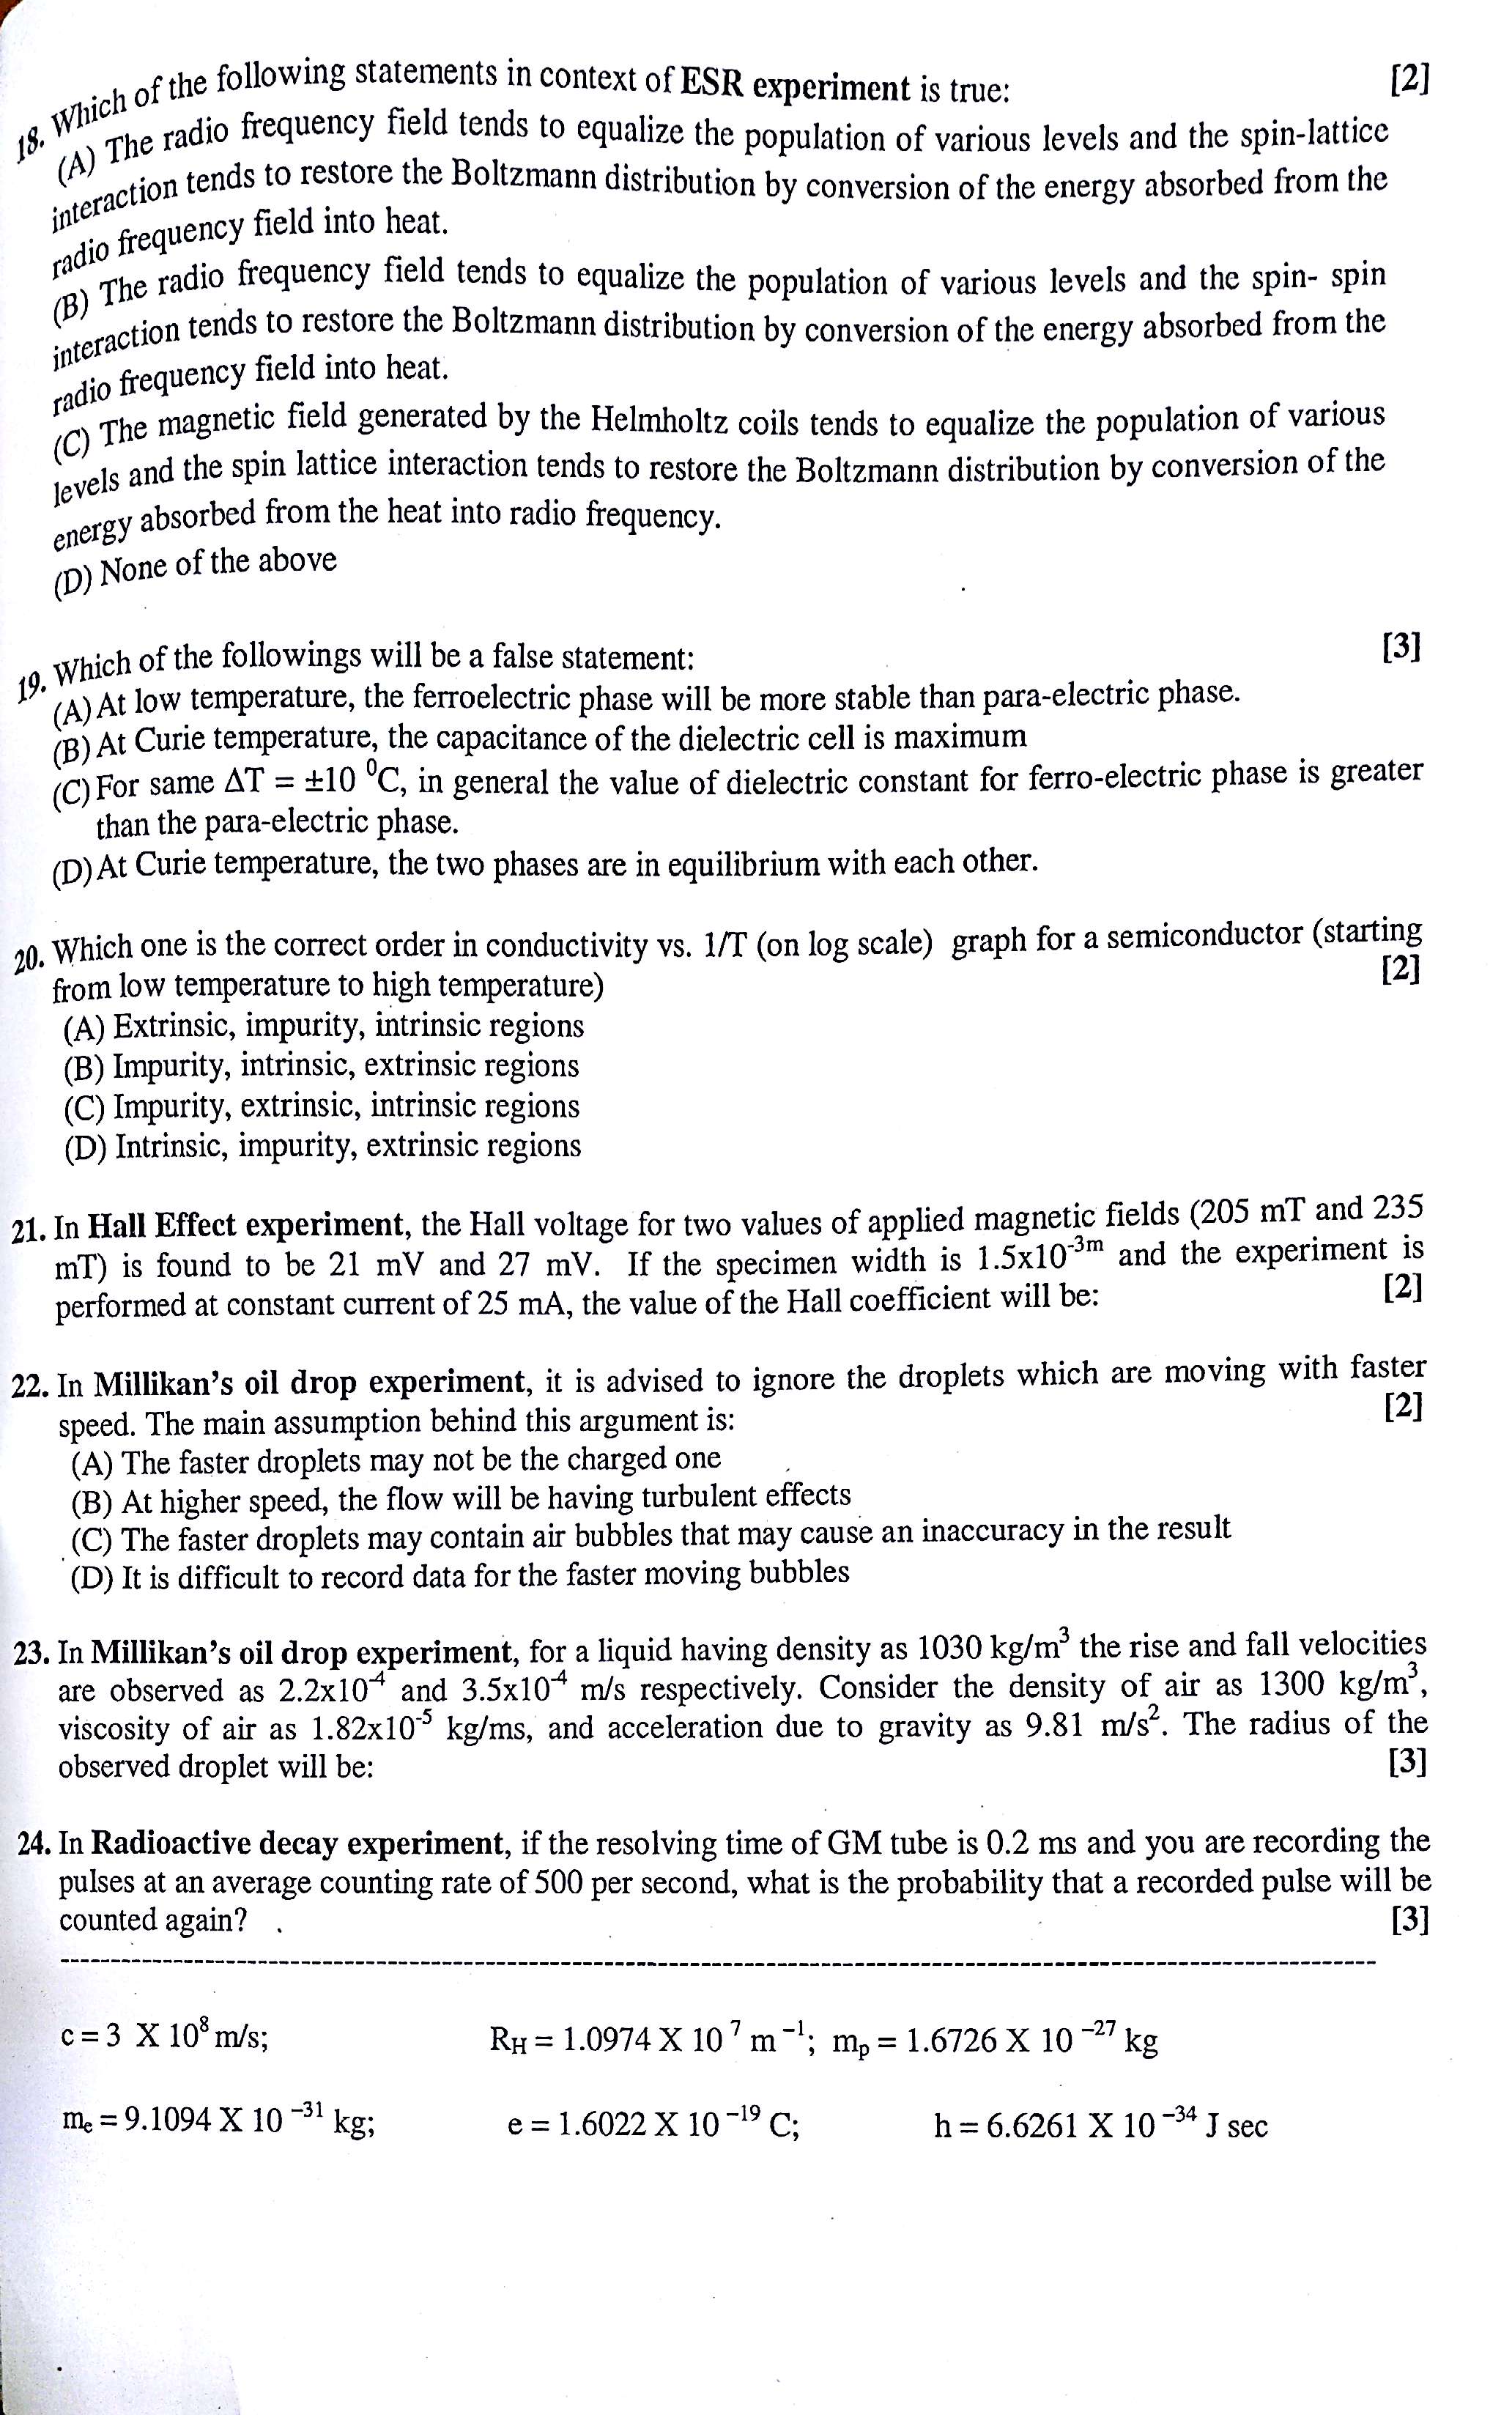 18. Which of the following statements in context of ESR experiment is true: [2]
(A) The radio frequency field tends to equalize the population of various levels and the spin-lattice
interaction tends to restore the Boltzmann distribution by conversion of the energy absorbed from the
radio frequency field into heat.
(B) The radio frequency field tends to equalize the population of various levels and the spin- spin
interaction tends to restore the Boltzmann distribution by conversion of the energy absorbed from the
radio frequency field into heat.
(C) The magnetic field generated by the Helmholtz coils tends to equalize the population of various
levels and the spin lattice interaction tends to restore the Boltzmann distribution by conversion of the
energy absorbed from the heat into radio frequency.
(D) None of the above
19. Which of the followings will be a false statement: [3]
(A) At low temperature, the ferroelectric phase will be more stable than para-electric phase.
(B) At Curie temperature, the capacitance of the dielectric cell is maximum
(C) For same ΔT = ±10 ⁰C, in general the value of dielectric constant for ferro-electric phase is greater
than the para-electric phase.
(D) At Curie temperature, the two phases are in equilibrium with each other.
20. Which one is the correct order in conductivity vs. 1/T (on log scale) graph for a semiconductor (starting
from low temperature to high temperature) [2]
(A) Extrinsic, impurity, intrinsic regions
(B) Impurity, intrinsic, extrinsic regions
(C) Impurity, extrinsic, intrinsic regions
(D) Intrinsic, impurity, extrinsic regions
21. In Hall Effect experiment, the Hall voltage for two values of applied magnetic fields (205 mT and 235
mT) is found to be 21 mV and 27 mV. If the specimen width is 1.5x10⁻³ᵐ and the experiment is
performed at constant current of 25 mA, the value of the Hall coefficient will be: [2]
22. In Millikan's oil drop experiment, it is advised to ignore the droplets which are moving with faster
speed. The main assumption behind this argument is: [2]
(A) The faster droplets may not be the charged one
(B) At higher speed, the flow will be having turbulent effects
(C) The faster droplets may contain air bubbles that may cause an inaccuracy in the result
(D) It is difficult to record data for the faster moving bubbles
23. In Millikan's oil drop experiment, for a liquid having density as 1030 kg/m³ the rise and fall velocities
are observed as 2.2x10⁻⁴ and 3.5x10⁻⁴ m/s respectively. Consider the density of air as 1300 kg/m³,
viscosity of air as 1.82x10⁻⁵ kg/ms, and acceleration due to gravity as 9.81 m/s². The radius of the
observed droplet will be: [3]
24. In Radioactive decay experiment, if the resolving time of GM tube is 0.2 ms and you are recording the
pulses at an average counting rate of 500 per second, what is the probability that a recorded pulse will be
counted again? [3]
c = 3 X 10⁸ m/s; R_H = 1.0974 X 10 ⁷ m ⁻¹; m_p = 1.6726 X 10 ⁻²⁷ kg
m_e = 9.1094 X 10 ⁻³¹ kg; e = 1.6022 X 10 ⁻¹⁹ C; h = 6.6261 X 10 ⁻³⁴ J sec